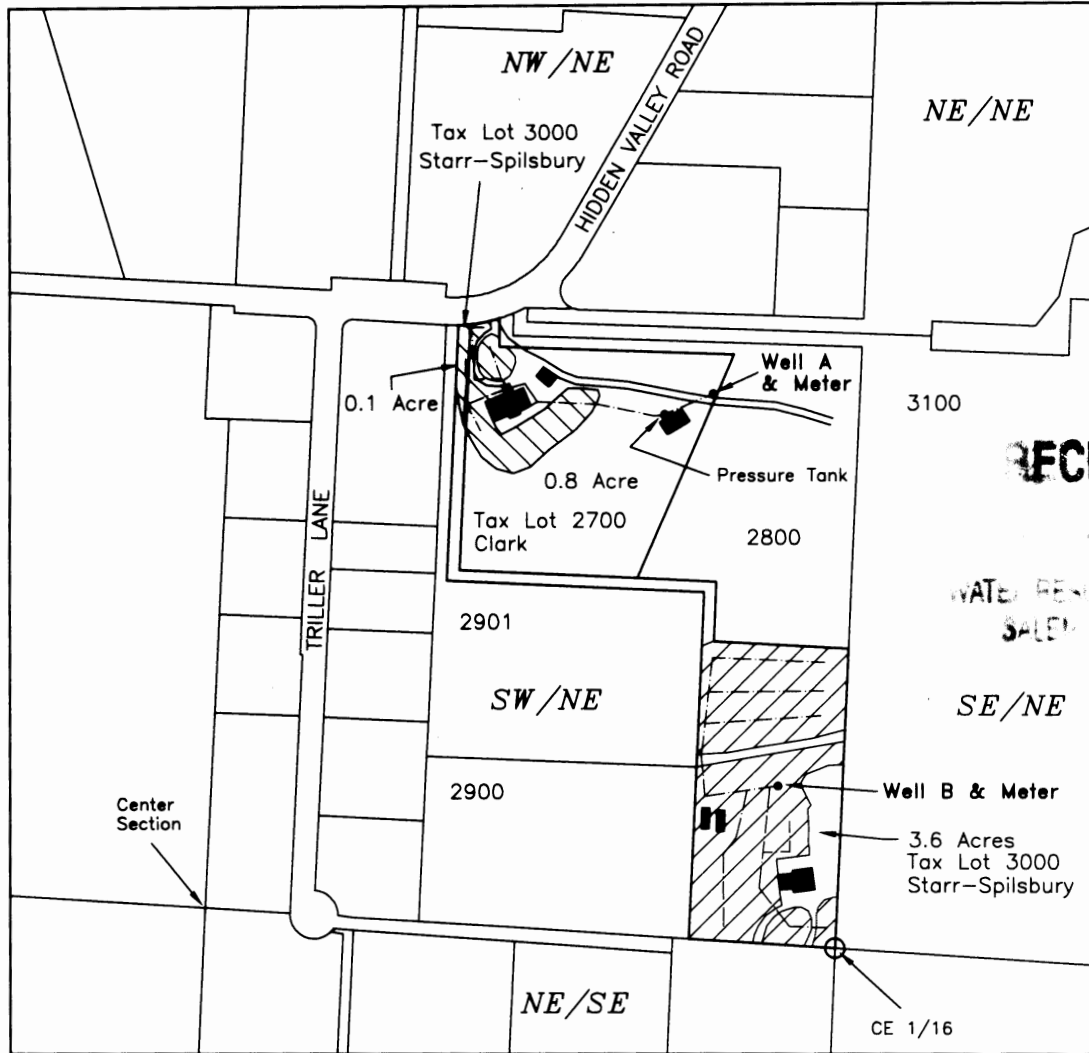 NW/NE
HIDDEN VALLEY ROAD
NE/NE
Tax Lot 3000
Starr-Spilsbury
Well A
& Meter
0.1 Acre
3100
Pressure Tank
0.8 Acre
Tax Lot 2700
Clark
2800
TRILLER LANE
2901
SALEM
SW/NE
SE/NE
2900
Well B & Meter
Center
Section
3.6 Acres
Tax Lot 3000
Starr-Spilsbury
NE/SE
CE 1/16